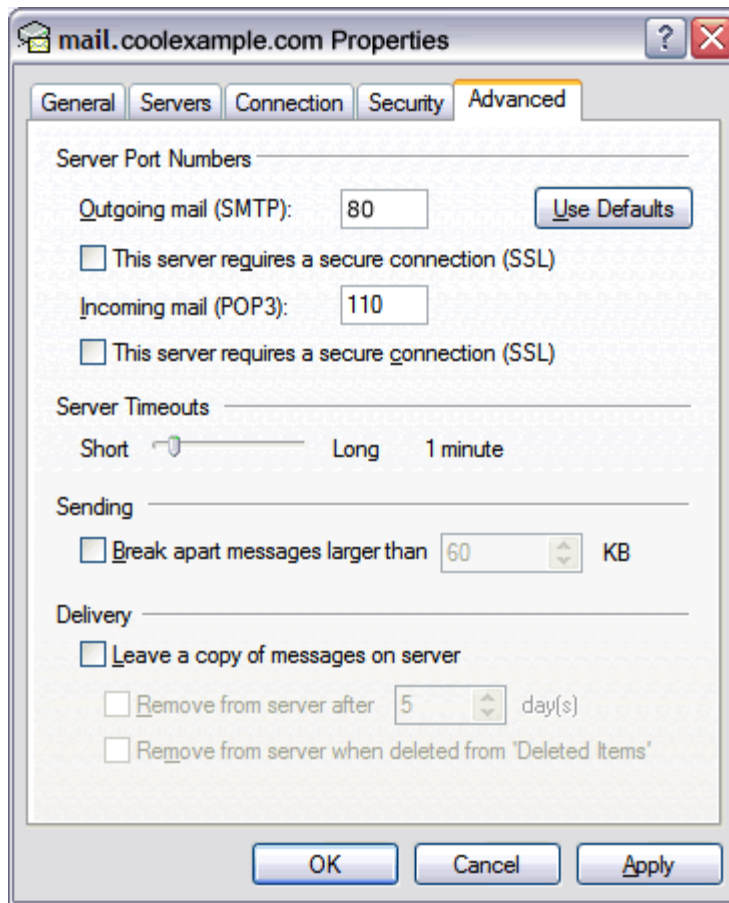 mail.coolexample.com Properties
General Servers Connection Security Advanced
Server Port Numbers
Outgoing mail (SMTP): 80 Use Defaults
This server requires a secure connection (SSL)
Incoming mail (POP3): 110
This server requires a secure connection (SSL)
Server Timeouts
Short Long 1 minute
Sending
Break apart messages larger than 60 KB
Delivery
Leave a copy of messages on server
Remove from server after 5 day(s)
Remove from server when deleted from 'Deleted Items'
OK Cancel Apply